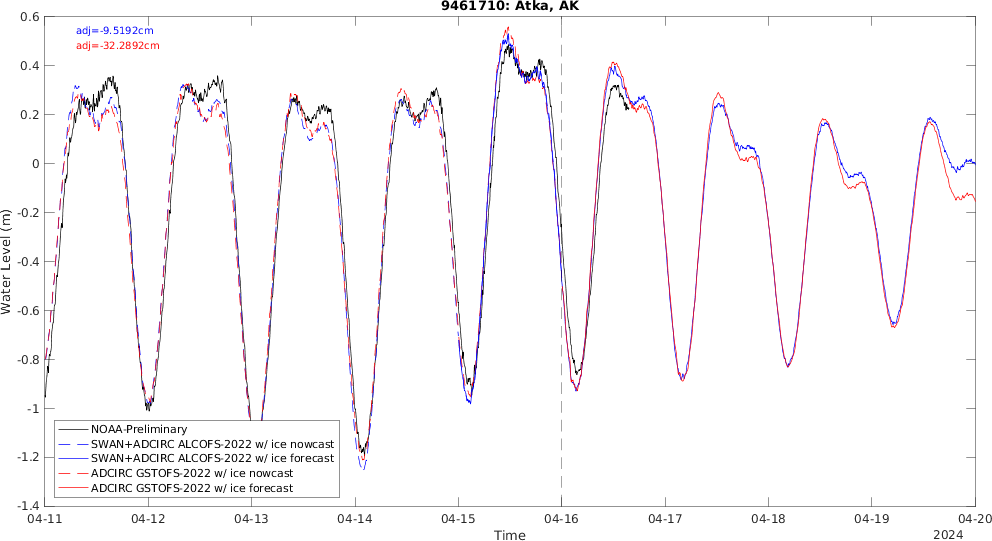 9461710: Atka, AK
adj=-9.5192cm
adj=-32.2892cm
Water Level (m)
0.6
0.4
0.2
0
-0.2
-0.4
-0.6
-0.8
-1
-1.2
-1.4
NOAA-Preliminary
SWAN+ADCIRC ALCOFS-2022 w/ ice nowcast
SWAN+ADCIRC ALCOFS-2022 w/ ice forecast
ADCIRC GSTOFS-2022 w/ ice nowcast
ADCIRC GSTOFS-2022 w/ ice forecast
04-11 04-12 04-13 04-14 04-15 04-16 04-17 04-18 04-19 04-20
Time
2024